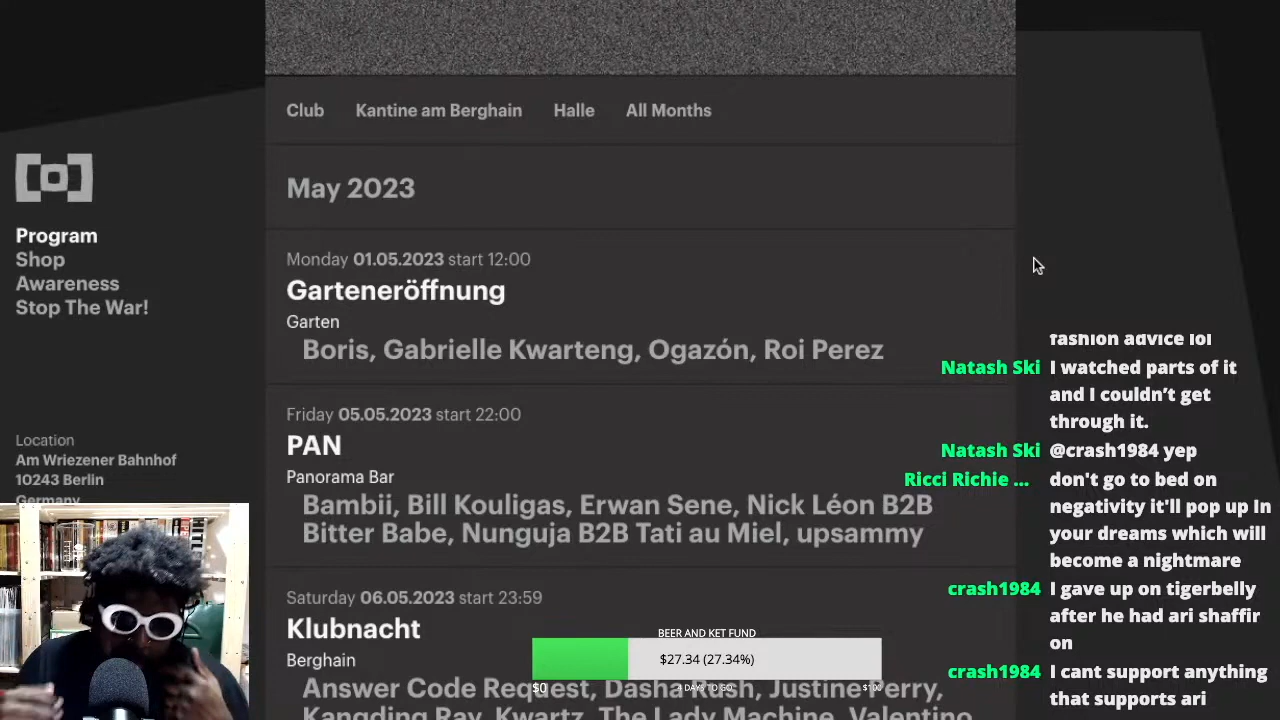 Club Kantine am Berghain Halle All Months
May 2023
Program
Shop
Awareness
Stop The War!
Monday 01.05.2023 start 12:00
Garteneröffnung
Garten
Boris, Gabrielle Kwarteng, Ogazón, Roi Perez
Friday 05.05.2023 start 22:00
PAN
Panorama Bar
Bambii, Bill Kouligas, Erwan Sene, Nick Léon B2B
Bitter Babe, Nunguja B2B Tati au Miel, upsammy
Saturday 06.05.2023 start 23:59
Klubnacht
Berghain
Answer Code Request, Dasha Rush, Justine Perry,
Kangding Ray, Kwartz, The Lady Machine, Valentino
Location
Am Wriezener Bahnhof
10243 Berlin
Germany
BEER AND KET FUND
$27.34 (27.34%)
$0 4 DAYS TO GO $100
fashion advice lol
Natash Ski I watched parts of it
and I couldn’t get
through it.
Natash Ski @crash1984 yep
Ricci Richie ... don't go to bed on
negativity it'll pop up In
your dreams which will
become a nightmare
crash1984 I gave up on tigerbelly
after he had ari shaffir
on
crash1984 I cant support anything
that supports ari